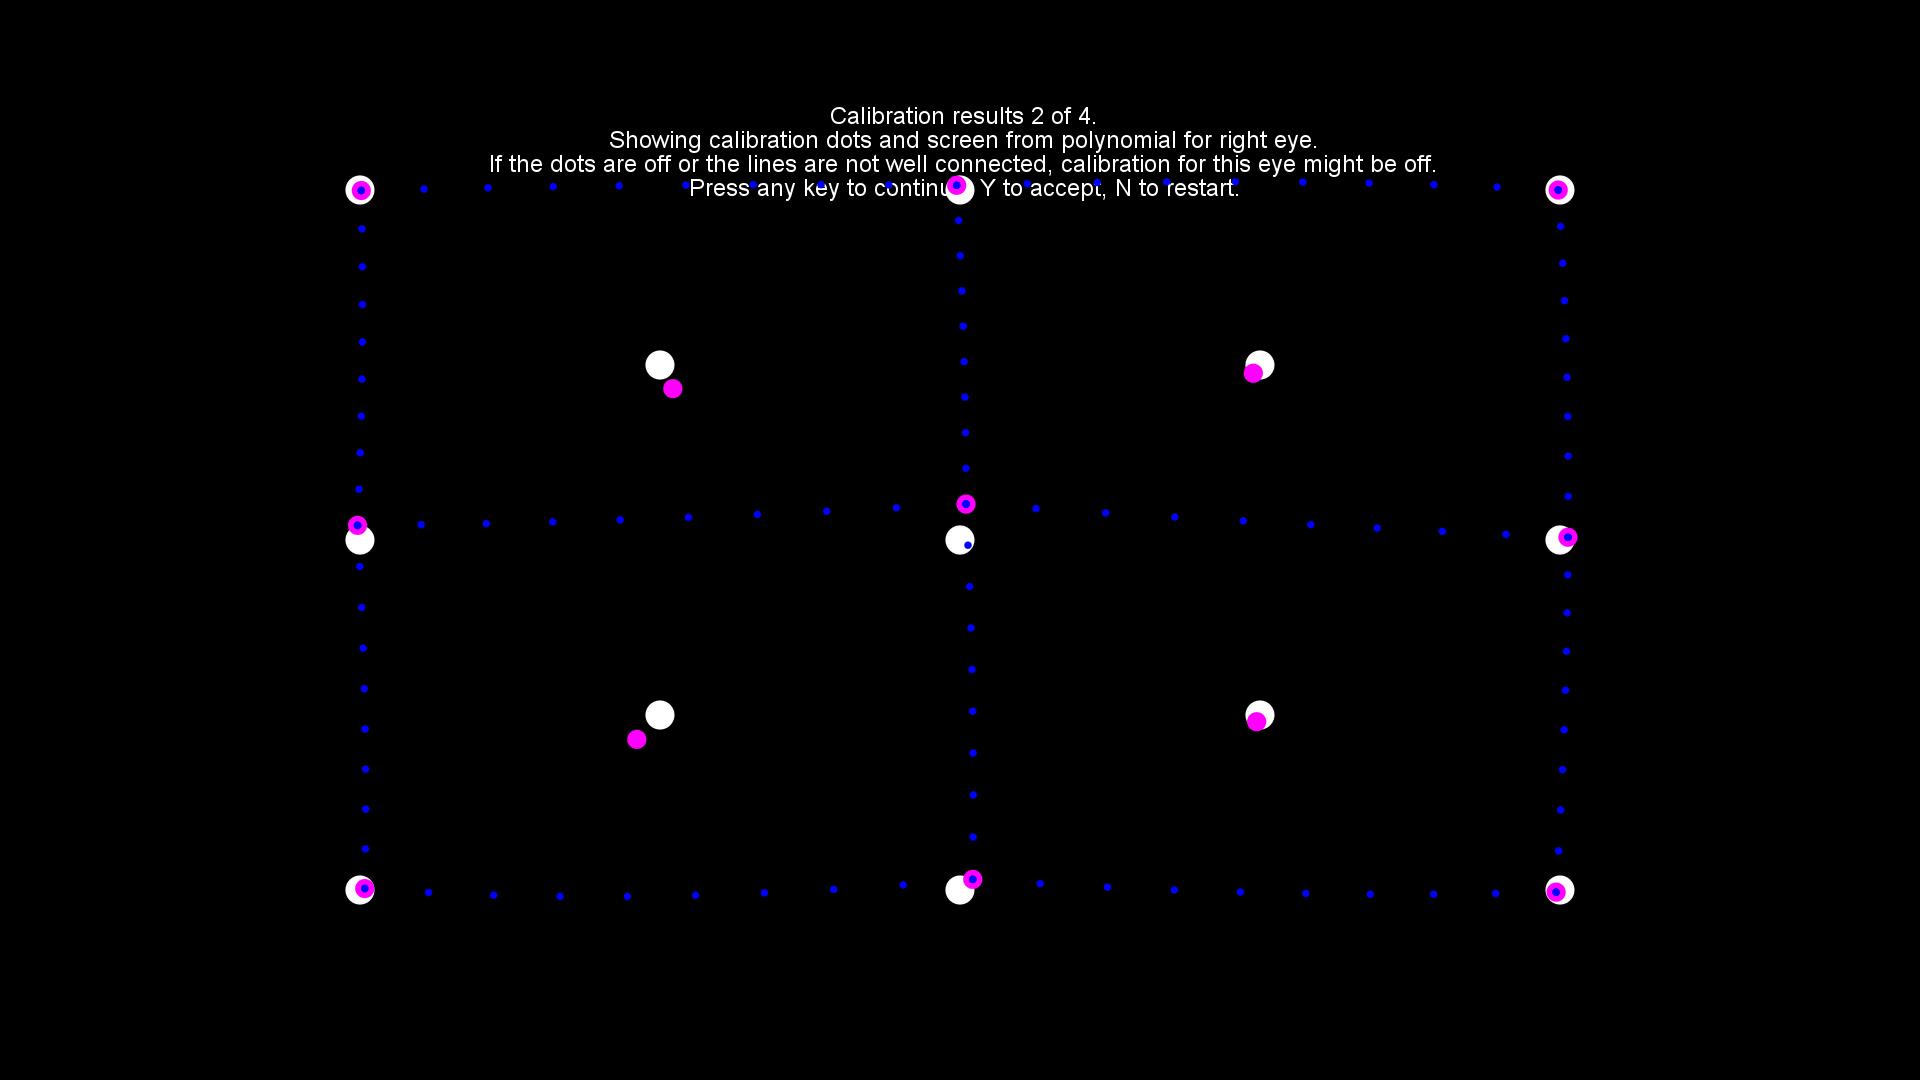 Calibration results 2 of 4.
Showing calibration dots and screen from polynomial for right eye.
If the dots are off or the lines are not well connected, calibration for this eye might be off.
Press any key to continue, Y to accept, N to restart.